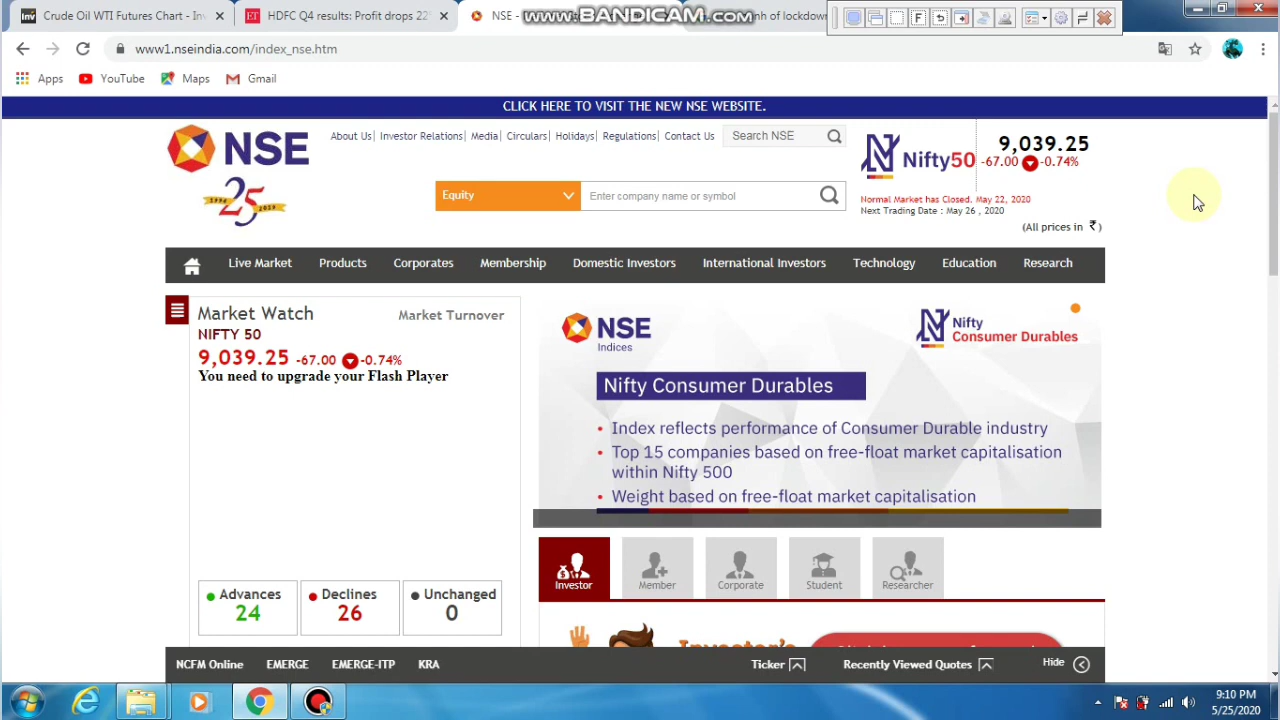 Crude Oil WTI Futures Chart - Inv
HDFC Q4 results: Profit drops 22
NSE -
nh of lockdown
www.BANDICAM.com
F
www1.nseindia.com/index_nse.htm
Apps YouTube Maps Gmail
CLICK HERE TO VISIT THE NEW NSE WEBSITE.
NSE
About Us| Investor Relations| Media| Circulars| Holidays| Regulations| Contact Us
Search NSE
25
Equity
Enter company name or symbol
Nifty50
9,039.25
-67.00 -0.74%
Normal Market has Closed. May 22, 2020
Next Trading Date : May 26 , 2020
(All prices in ₹)
Live Market Products Corporates Membership Domestic Investors International Investors Technology Education Research
Market Watch
Market Turnover
NIFTY 50
9,039.25 -67.00 -0.74%
You need to upgrade your Flash Player
NSE
Indices
Nifty
Consumer Durables
Nifty Consumer Durables
• Index reflects performance of Consumer Durable industry
• Top 15 companies based on free-float market capitalisation
within Nifty 500
• Weight based on free-float market capitalisation
Investor Member Corporate Student Researcher
Advances
24
Declines
26
Unchanged
0
Investor's
NCFM Online EMERGE EMERGE-ITP KRA
Ticker Recently Viewed Quotes Hide
9:10 PM
5/25/2020